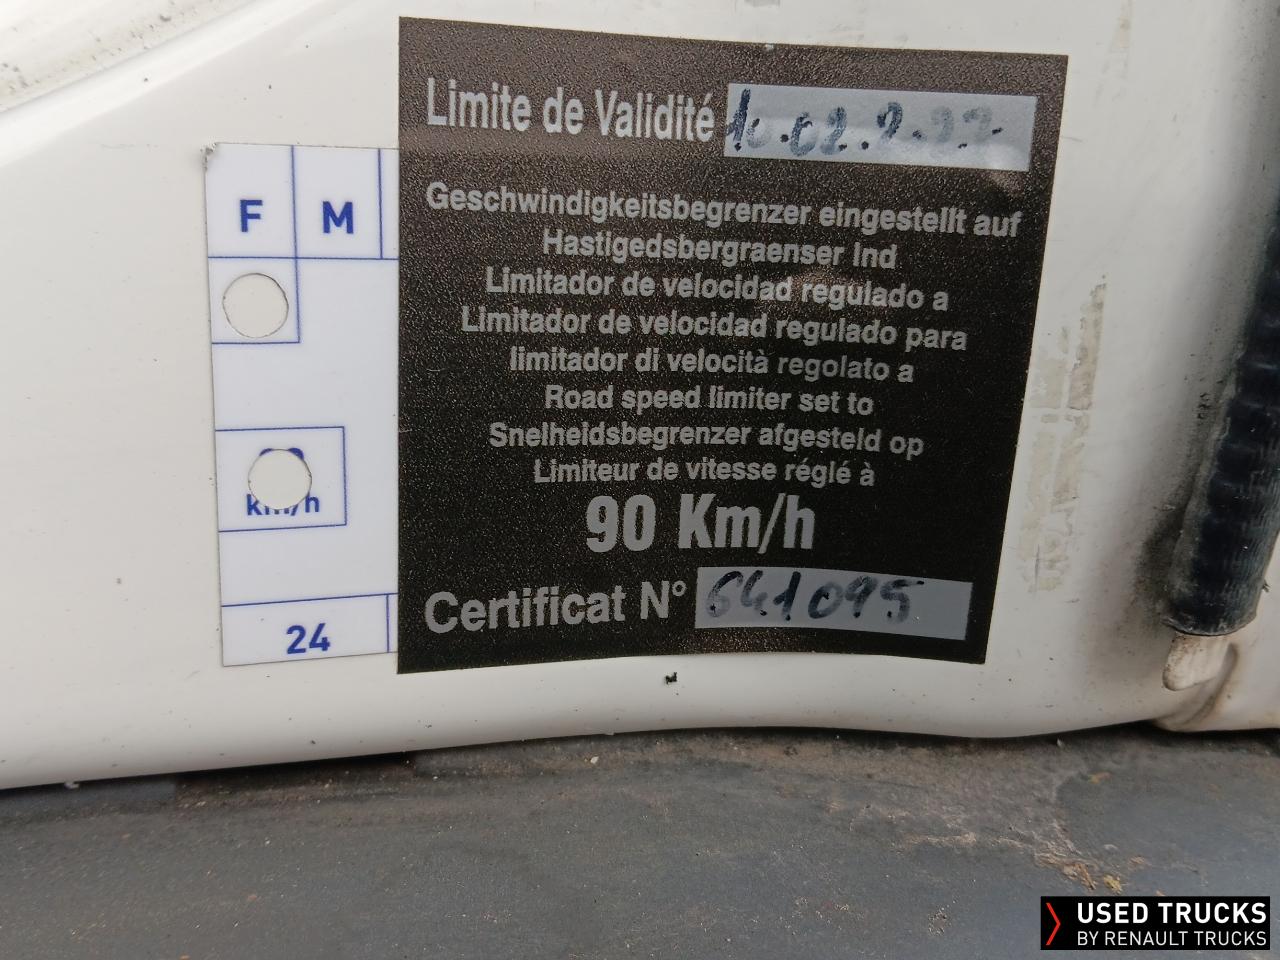 Limite de Validité
Geschwindigkeitsbegrenzer eingestellt auf
Hastigedsbergraenser Ind
Limitador de velocidad regulado a
Limitador de velocidad regulado para
limitador di velocità regolato a
Road speed limiter set to
Snelheidsbegrenzer afgesteld op
Limiteur de vitesse réglé à
90 Km/h
Certificat N° 641095
F M
km/h
24
USED TRUCKS
BY RENAULT TRUCKS